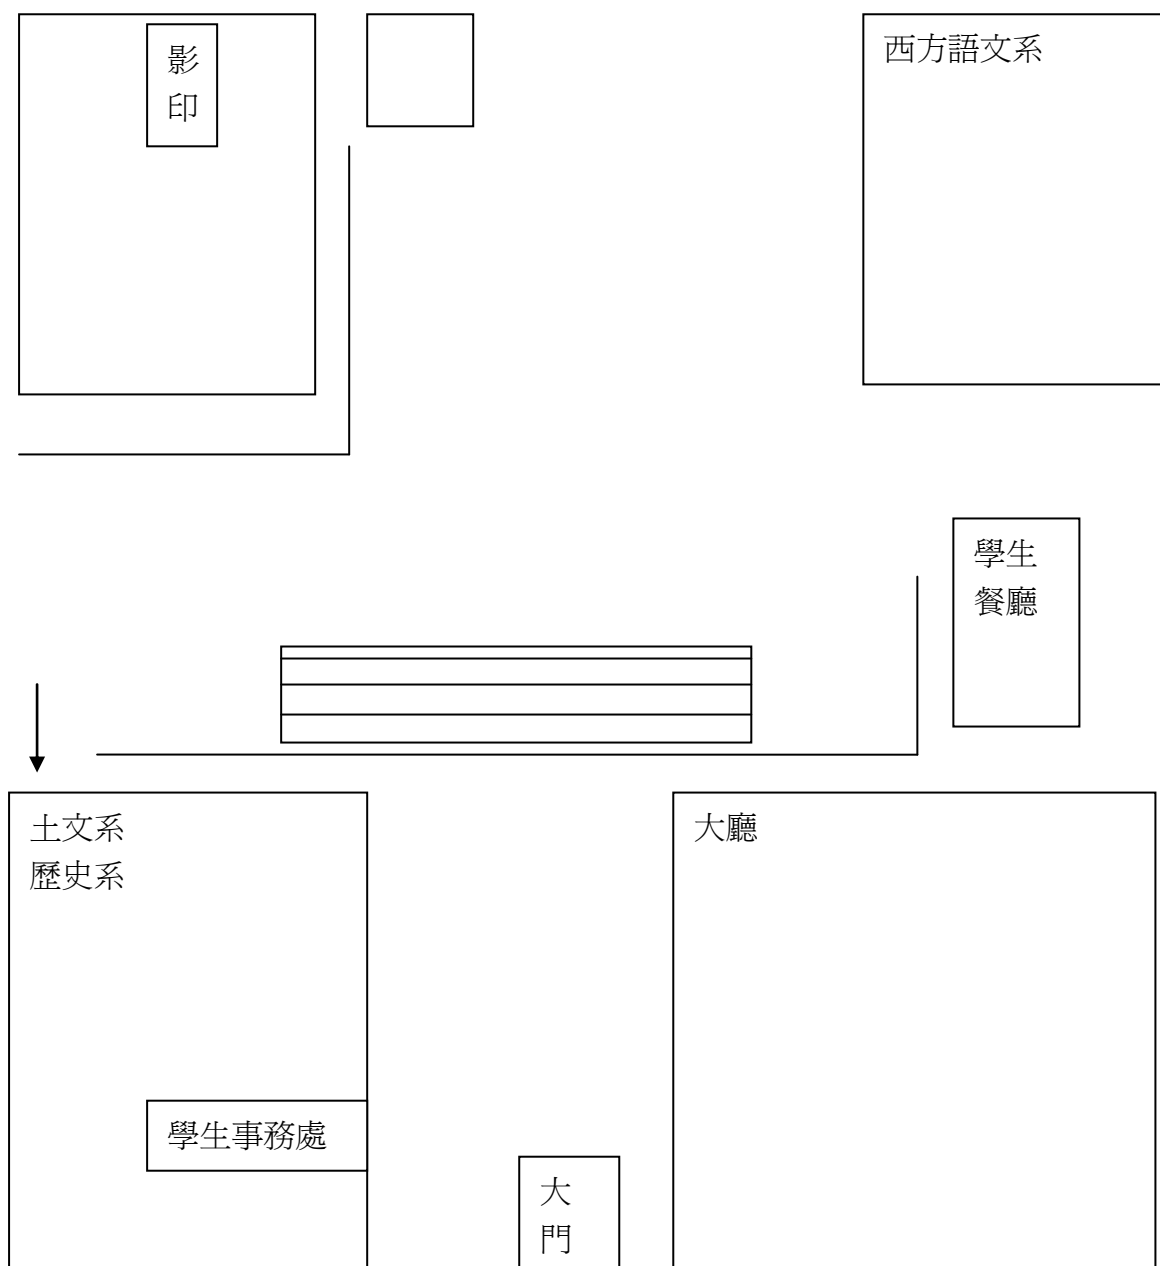 影
印
西方語文系
學生
餐廳
土文系
歷史系
大廳
學生事務處
大
門